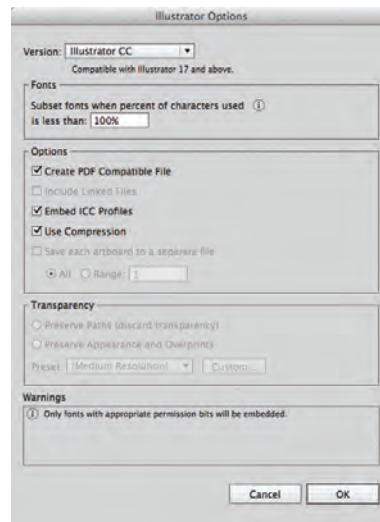 Illustrator Options
Version: Illustrator CC
Compatible with Illustrator 17 and above.
Fonts
Subset fonts when percent of characters used
is less than: 100%
Options
Create PDF Compatible File
Include Linked Files
Embed ICC Profiles
Use Compression
Save each artboard to a separate file
All Range: 1
Transparency
Preserve Paths (discard transparency)
Preserve Appearance and Overprints
Preset: [Medium Resolution] Custom...
Warnings
Only fonts with appropriate permission bits will be embedded.
Cancel OK